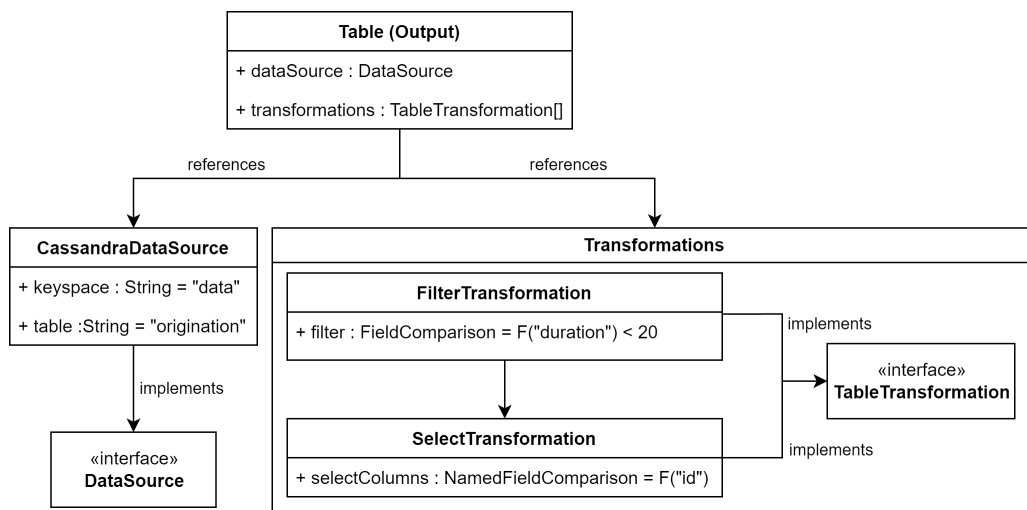 Table (Output)
+ dataSource : DataSource
+ transformations : TableTransformation[]
references
references
CassandraDataSource
+ keyspace : String = "data"
+ table :String = "origination"
implements
«interface»
DataSource
Transformations
FilterTransformation
+ filter : FieldComparison = F("duration") < 20
SelectTransformation
+ selectColumns : NamedFieldComparison = F("id")
implements
«interface»
TableTransformation
implements